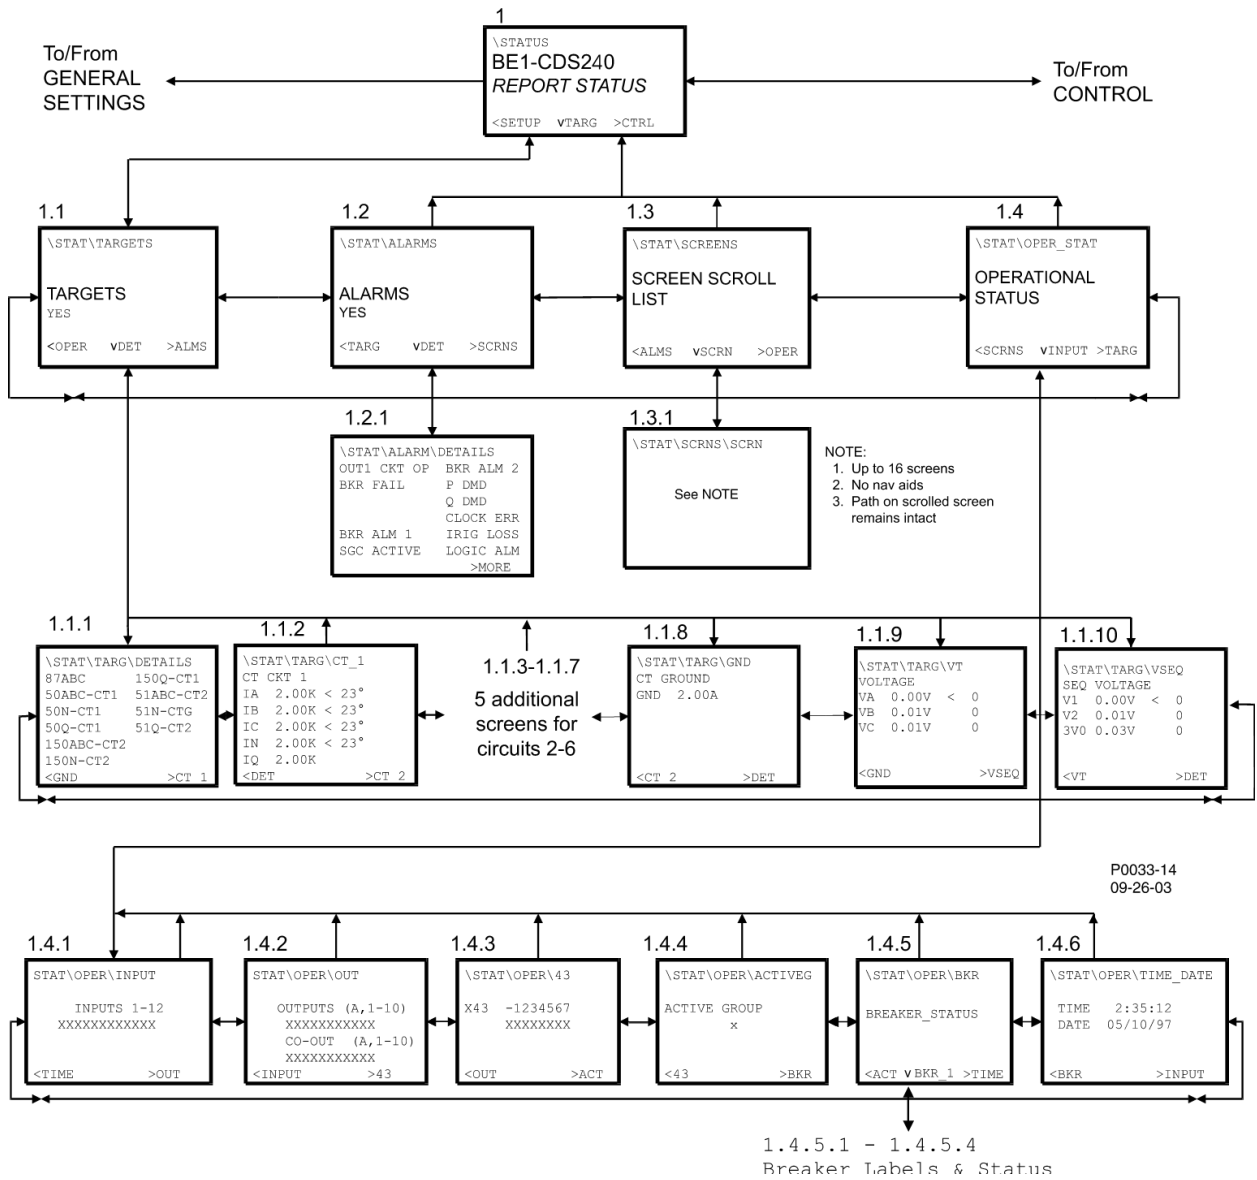 1
\STATUS
BE1-CDS240
REPORT STATUS
<SETUP vTARG >CTRL
To/From
GENERAL
SETTINGS
To/From
CONTROL
1.1
\STAT\TARGETS
TARGETS
YES
<OPER vDET >ALMS
1.2
\STAT\ALARMS
ALARMS
YES
<TARG vDET >SCRNS
1.3
\STAT\SCREENS
SCREEN SCROLL
LIST
<ALMS vSCRN >OPER
1.4
\STAT\OPER_STAT
OPERATIONAL
STATUS
<SCRNS vINPUT >TARG
1.2.1
\STAT\ALARM\DETAILS
OUT1 CKT OP BKR ALM 2
BKR FAIL P DMD
Q DMD
CLOCK ERR
BKR ALM 1 IRIG LOSS
SGC ACTIVE LOGIC ALM
>MORE
1.3.1
\STAT\SCRNS\SCRN
See NOTE
NOTE:
1. Up to 16 screens
2. No nav aids
3. Path on scrolled screen
remains intact
1.1.1
\STAT\TARG\DETAILS
87ABC 150Q-CT1
50ABC-CT1 51ABC-CT2
50N-CT1 51N-CTG
50Q-CT1 51Q-CT2
150ABC-CT2
150N-CT2
<GND >CT 1
1.1.2
\STAT\TARG\CT_1
CT CKT 1
IA 2.00K < 23°
IB 2.00K < 23°
IC 2.00K < 23°
IN 2.00K < 23°
IQ 2.00K
<DET >CT 2
1.1.3-1.1.7
5 additional
screens for
circuits 2-6
1.1.8
\STAT\TARG\GND
CT GROUND
GND 2.00A
<CT 2 >DET
1.1.9
\STAT\TARG\VT
VOLTAGE
VA 0.00V < 0
VB 0.01V 0
VC 0.01V 0
<GND >VSEQ
1.1.10
\STAT\TARG\VSEQ
SEQ VOLTAGE
V1 0.00V < 0
V2 0.01V 0
3V0 0.03V 0
<VT >DET
P0033-14
09-26-03
1.4.1
STAT\OPER\INPUT
INPUTS 1-12
XXXXXXXXXXXX
<TIME >OUT
1.4.2
STAT\OPER\OUT
OUTPUTS (A,1-10)
XXXXXXXXXXX
CO-OUT (A,1-10)
XXXXXXXXXXX
<INPUT >43
1.4.3
\STAT\OPER\43
X43 -1234567
XXXXXXXX
<OUT >ACT
1.4.4
\STAT\OPER\ACTIVEG
ACTIVE GROUP
x
<43 >BKR
1.4.5
\STAT\OPER\BKR
BREAKER_STATUS
<ACT vBKR_1 >TIME
1.4.6
\STAT\OPER\TIME_DATE
TIME 2:35:12
DATE 05/10/97
<BKR >INPUT
1.4.5.1 - 1.4.5.4
Breaker Labels & Status